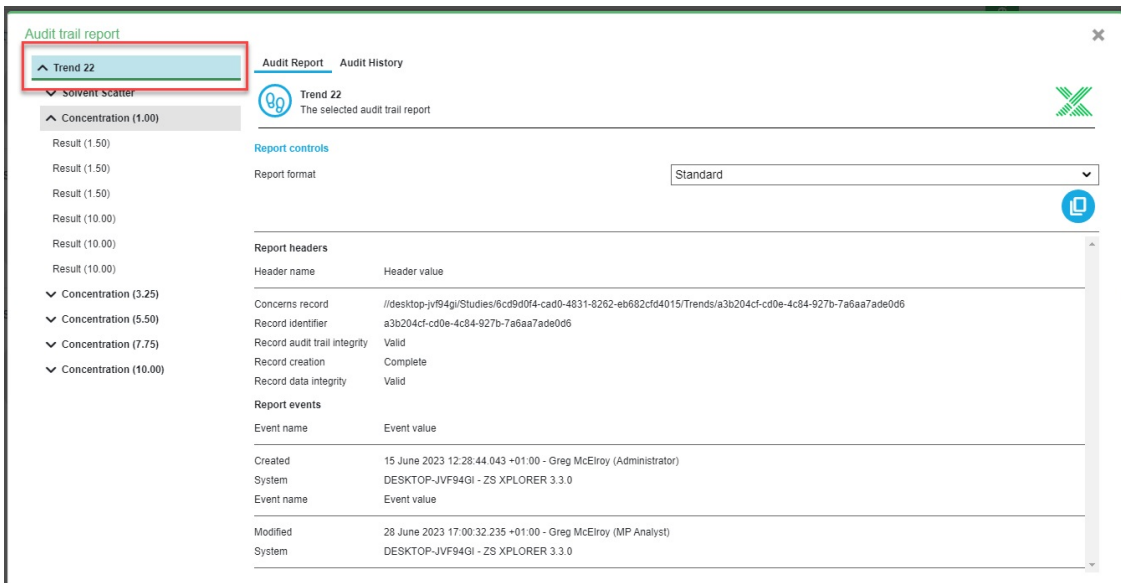 Audit trail report
Trend 22
Solvent Scatter
Concentration (1.00)
Result (1.50)
Result (1.50)
Result (1.50)
Result (10.00)
Result (10.00)
Result (10.00)
Concentration (3.25)
Concentration (5.50)
Concentration (7.75)
Concentration (10.00)
Audit Report Audit History
Trend 22
The selected audit trail report
Report controls
Report format Standard
Report headers
Header name Header value
Concerns record //desktop-jvf94gi/Studies/6cd9d0f4-cad0-4831-8262-eb682cfd4015/Trends/a3b204cf-cd0e-4c84-927b-7a6aa7ade0d6
Record identifier a3b204cf-cd0e-4c84-927b-7a6aa7ade0d6
Record audit trail integrity Valid
Record creation Complete
Record data integrity Valid
Report events
Event name Event value
Created 15 June 2023 12:28:44.043 +01:00 - Greg McElroy (Administrator)
System DESKTOP-JVF94GI - ZS XPLORER 3.3.0
Event name Event value
Modified 28 June 2023 17:00:32.235 +01:00 - Greg McElroy (MP Analyst)
System DESKTOP-JVF94GI - ZS XPLORER 3.3.0